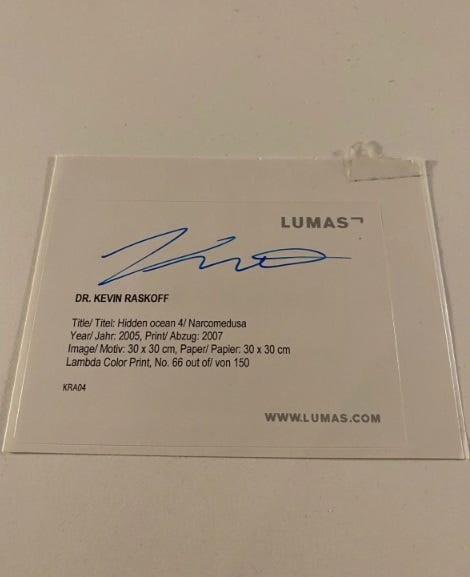 LUMAS
DR. KEVIN RASKOFF
Title/ Titel: Hidden ocean 4/ Narcomedusa
Year/ Jahr: 2005, Print/ Abzug: 2007
Image/ Motiv: 30 x 30 cm, Paper/ Papier: 30 x 30 cm
Lambda Color Print, No. 66 out of/ von 150
KRA04
WWW.LUMAS.COM